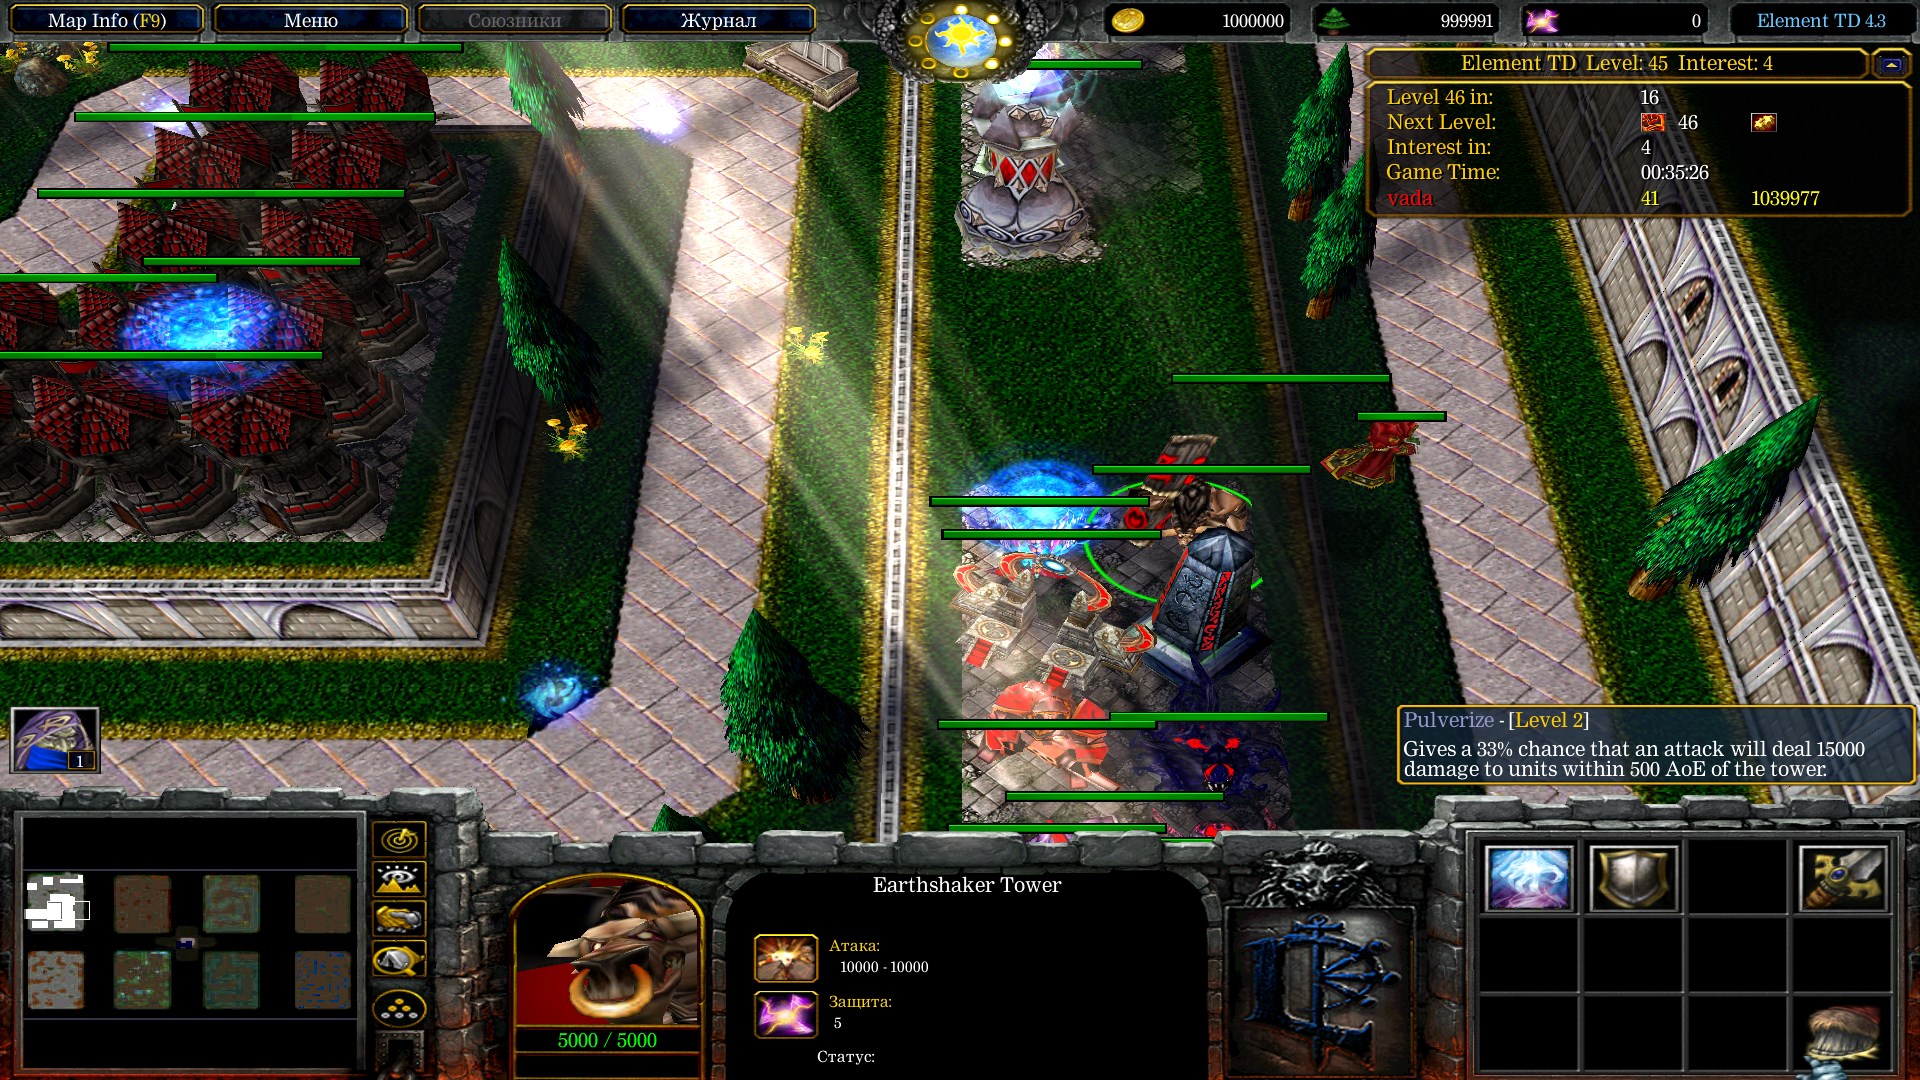 Map Info (F9)
Меню
Союзники
Журнал
1000000
999991
0
Element TD 4.3
Element TD Level: 45 Interest: 4
Level 46 in: 16
Next Level: 46
Interest in: 4
Game Time: 00:35:26
vada 41 1039977
Pulverize - [Level 2]
Gives a 33% chance that an attack will deal 15000
damage to units within 500 AoE of the tower.
1
Earthshaker Tower
Атака:
10000 - 10000
Защита:
5
Статус:
5000 / 5000